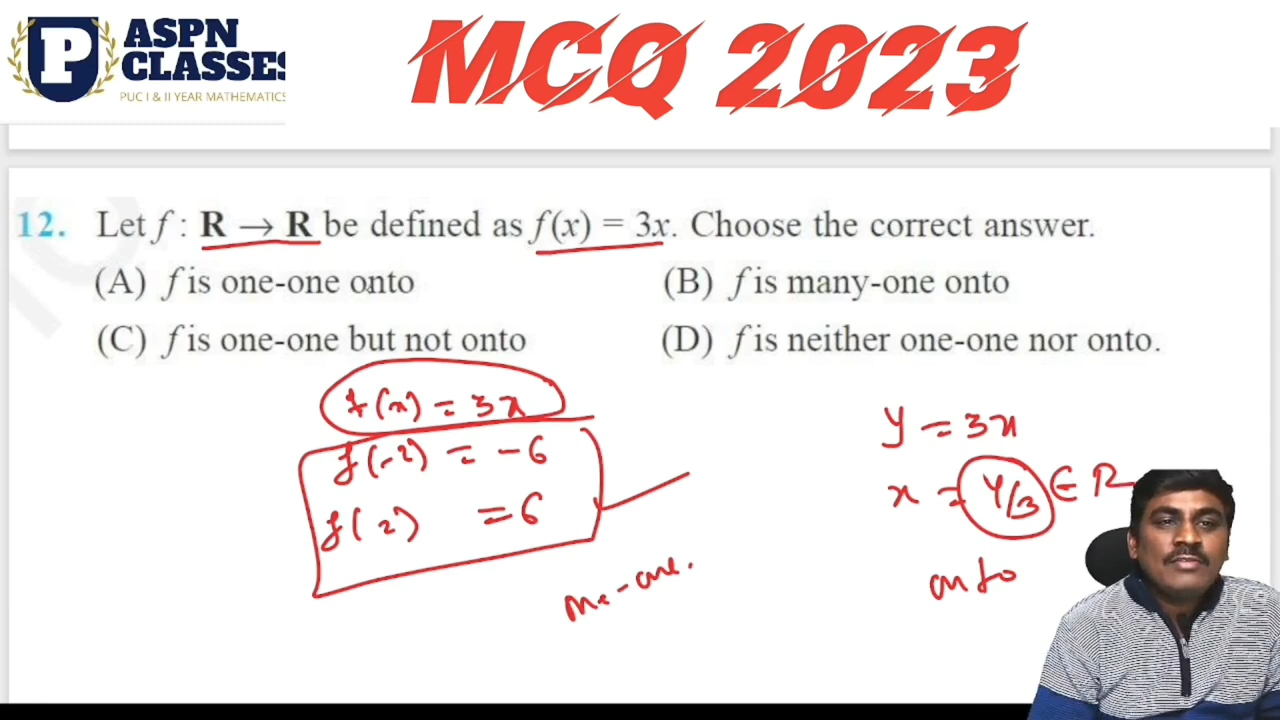 P
ASPN
CLASSES
PUC I & II YEAR MATHEMATICS
MCQ 2023
12. Let f : R → R be defined as f(x) = 3x. Choose the correct answer.
(A) f is one-one onto
(B) f is many-one onto
(C) f is one-one but not onto
(D) f is neither one-one nor onto.
f(x) = 3x
f(-2) = -6
f(2) = 6
one-one.
y = 3x
x = y/3 ∈ R
onto